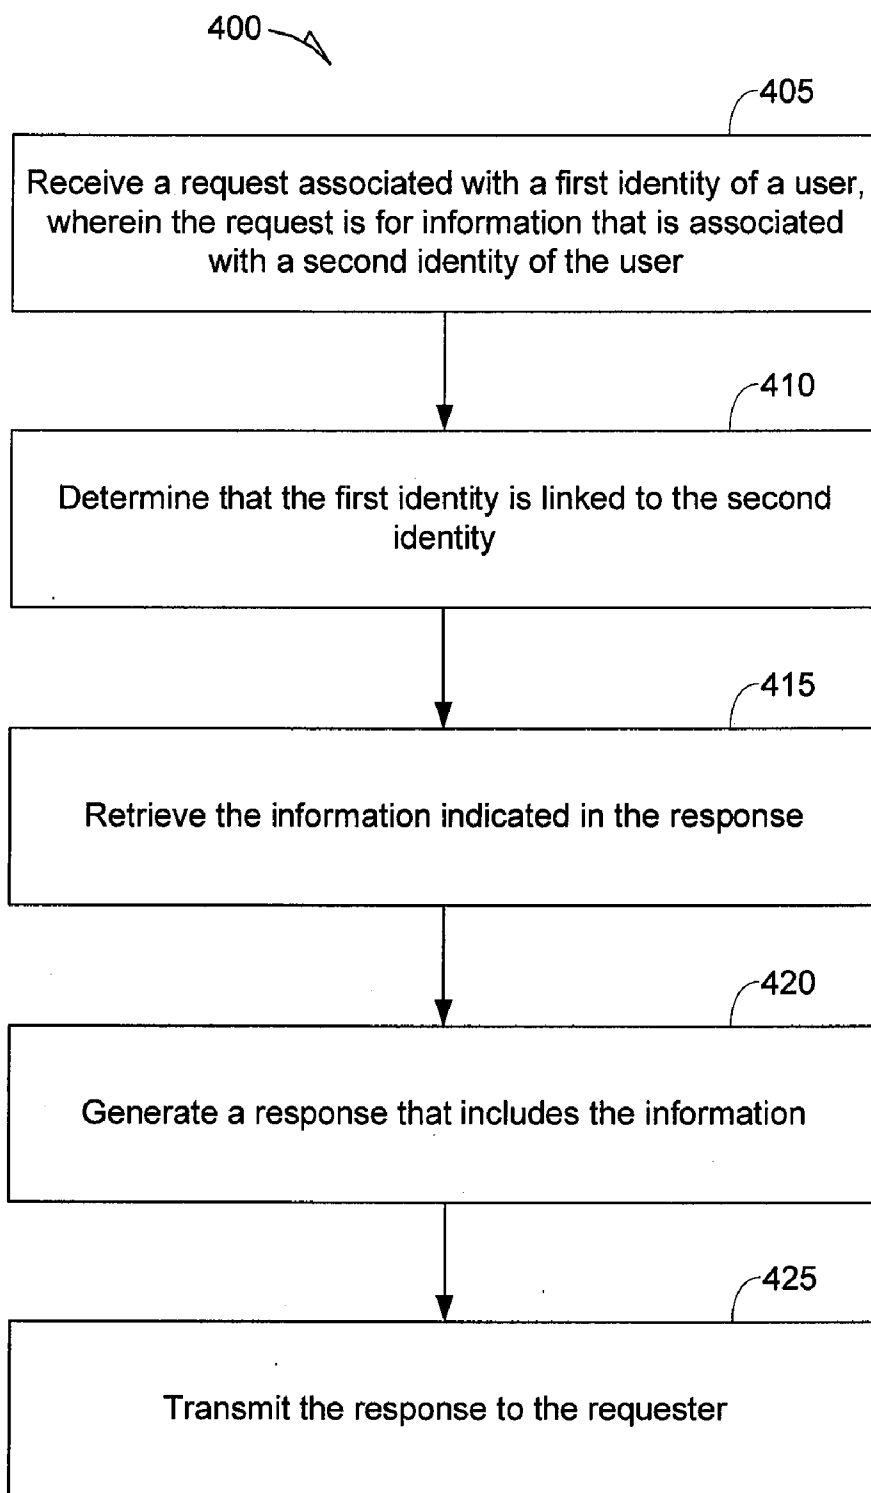 400
405
Receive a request associated with a first identity of a user,
wherein the request is for information that is associated
with a second identity of the user
410
Determine that the first identity is linked to the second
identity
415
Retrieve the information indicated in the response
420
Generate a response that includes the information
425
Transmit the response to the requester